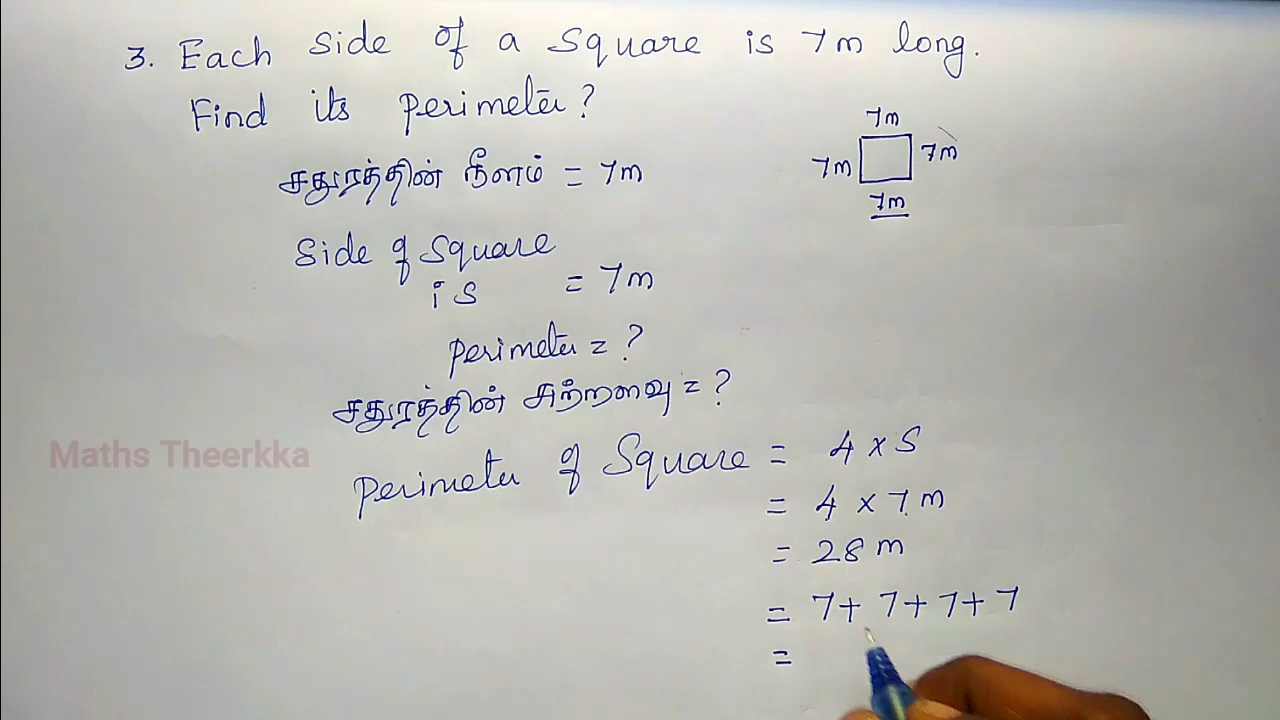 3. Each side of a square is 7m long.
Find its perimeter?
7m
7m 7m
7m
சதுரத்தின் நீளம் = 7m
Side of Square
is = 7m
perimeter = ?
சதுரத்தின் சுற்றளவு = ?
Maths Theerkka
perimeter of Square = 4 x S
= 4 x 7 m
= 28 m
= 7+ 7+7+7
=